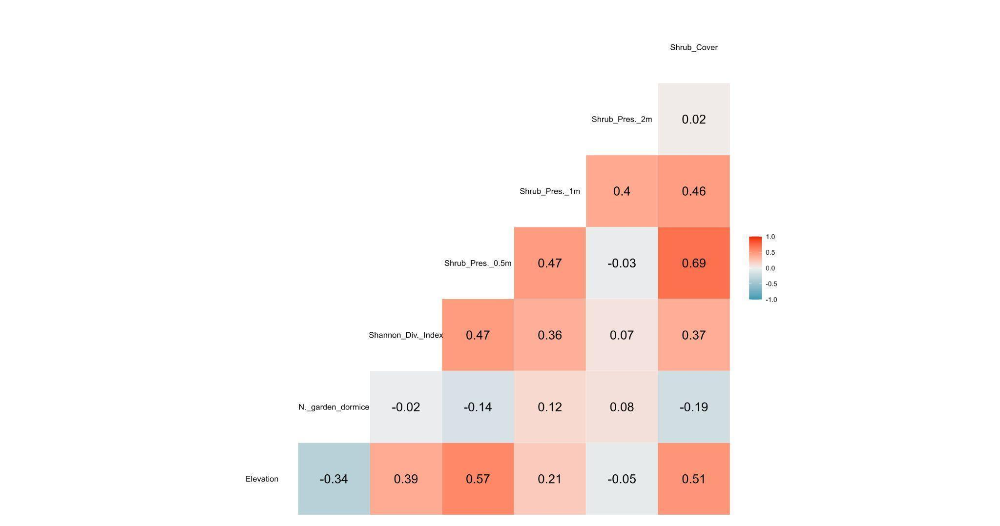 Shrub_Cover
Shrub_Pres._2m 0.02
Shrub_Pres._1m 0.4 0.46
Shrub_Pres._0.5m 0.47 -0.03 0.69
Shannon_Div._Index 0.47 0.36 0.07 0.37
N._garden_dormice -0.02 -0.14 0.12 0.08 -0.19
Elevation -0.34 0.39 0.57 0.21 -0.05 0.51
1.0
0.5
0.0
-0.5
-1.0